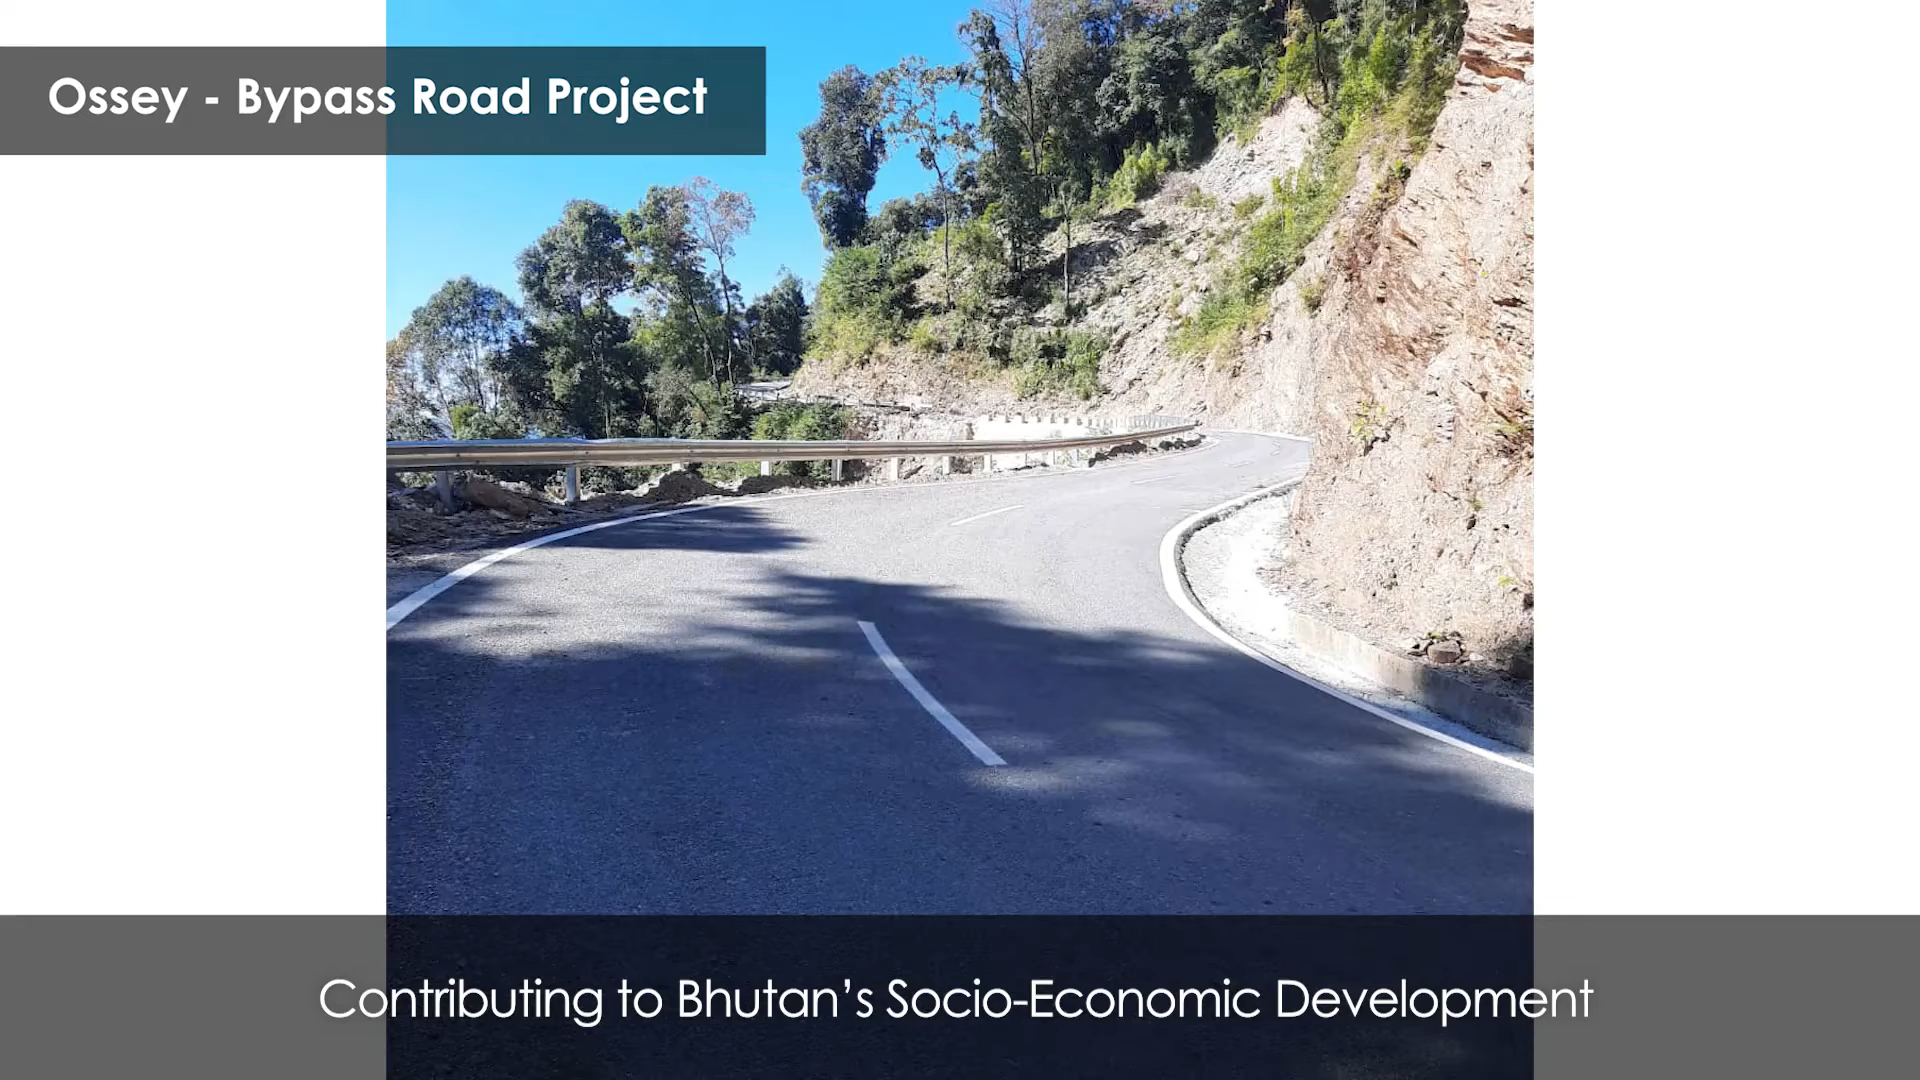 Ossey - Bypass Road Project
Contributing to Bhutan's Socio-Economic Development